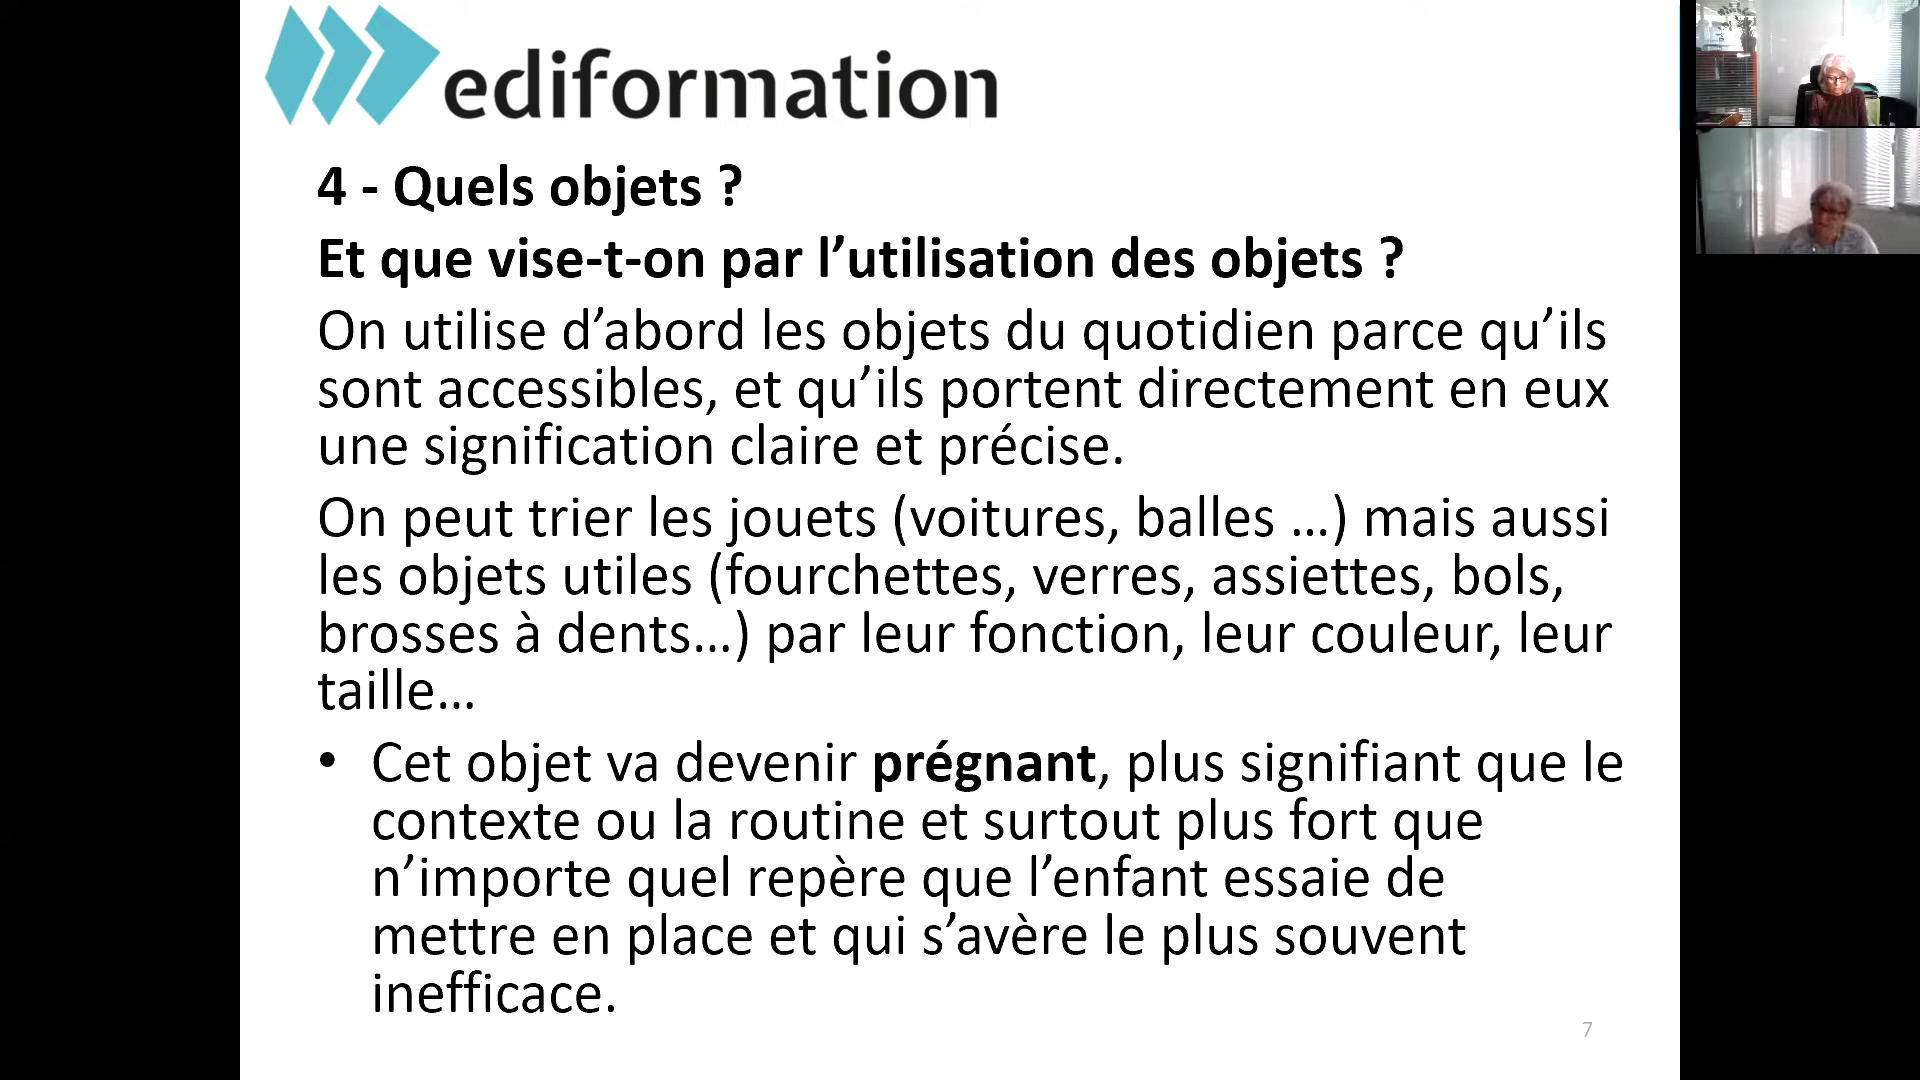 ediformation
4 - Quels objets ?
Et que vise-t-on par l’utilisation des objets ?
On utilise d’abord les objets du quotidien parce qu’ils
sont accessibles, et qu’ils portent directement en eux
une signification claire et précise.
On peut trier les jouets (voitures, balles …) mais aussi
les objets utiles (fourchettes, verres, assiettes, bols,
brosses à dents…) par leur fonction, leur couleur, leur
taille…
• Cet objet va devenir prégnant, plus signifiant que le
contexte ou la routine et surtout plus fort que
n’importe quel repère que l’enfant essaie de
mettre en place et qui s’avère le plus souvent
inefficace.
7